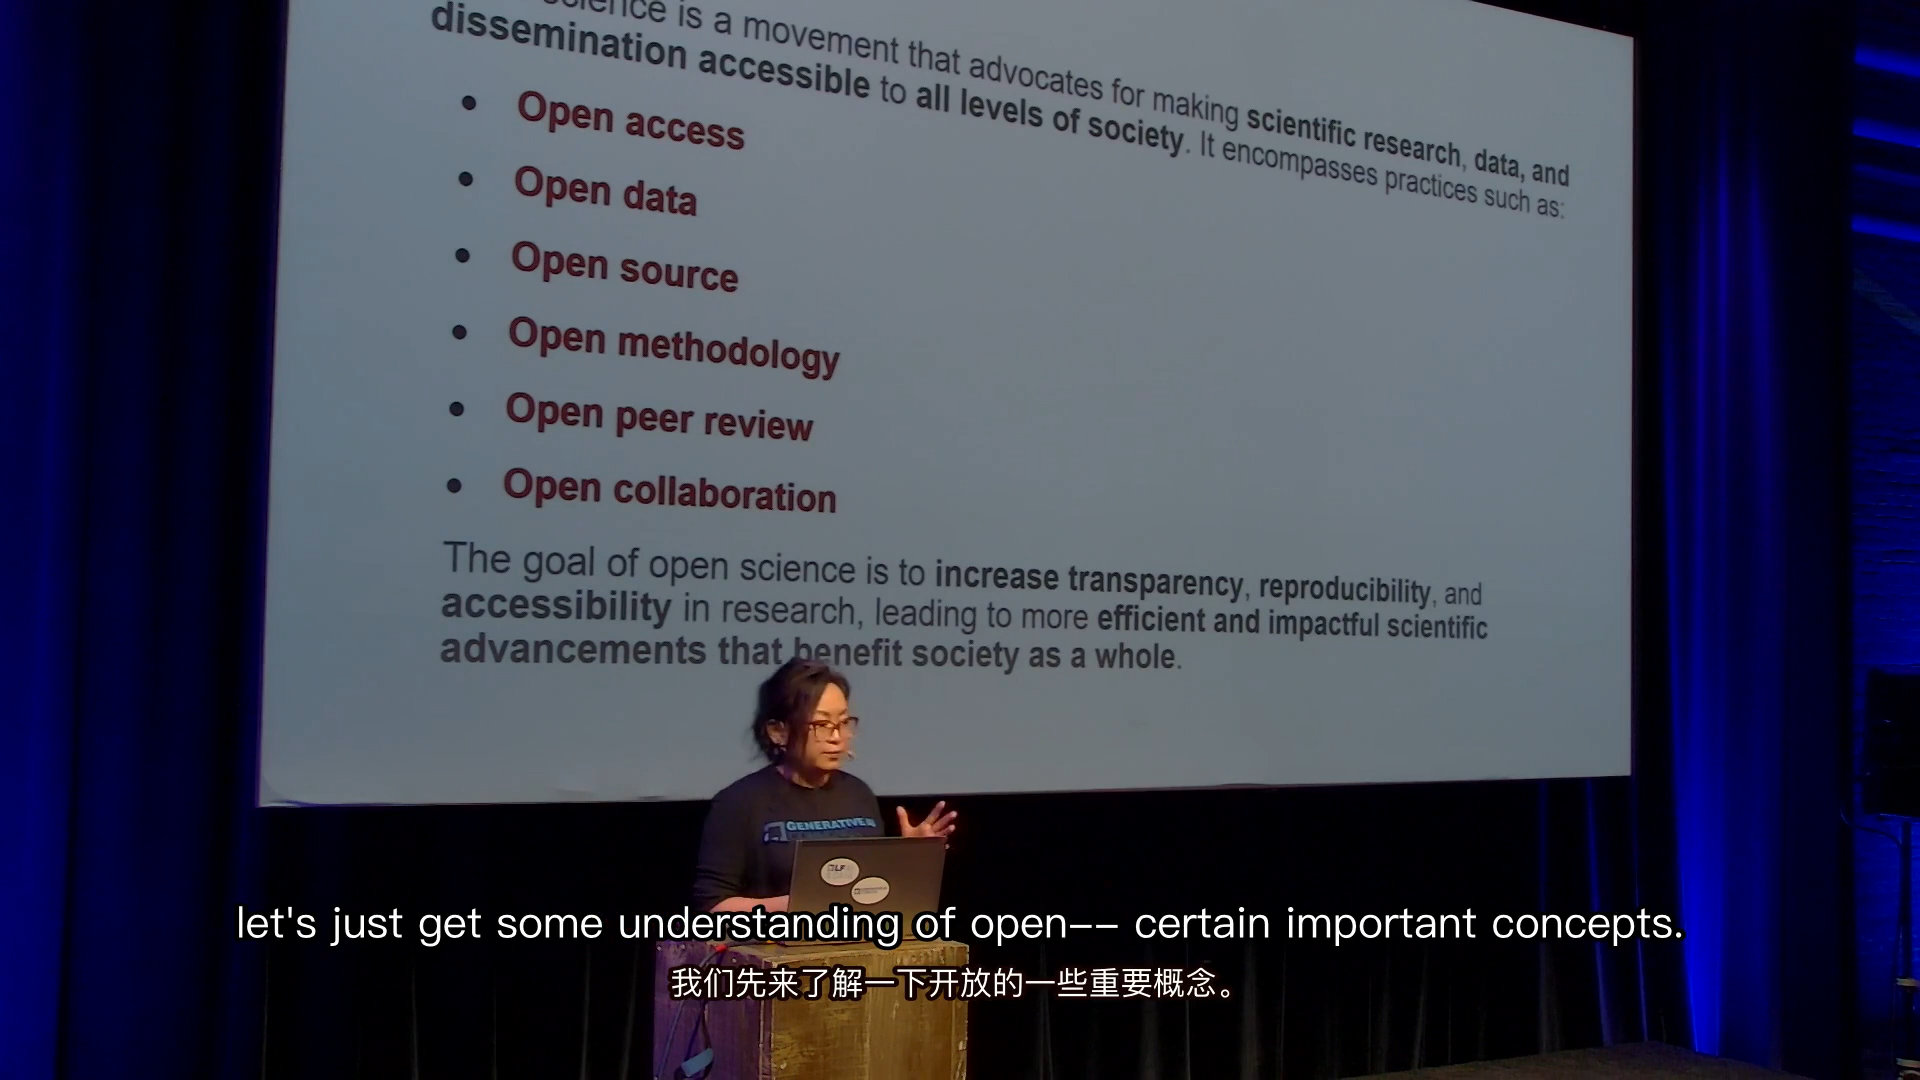 science is a movement that advocates for making scientific research, data, and
dissemination accessible to all levels of society. It encompasses practices such as:
• Open access
• Open data
• Open source
• Open methodology
• Open peer review
• Open collaboration
The goal of open science is to increase transparency, reproducibility, and
accessibility in research, leading to more efficient and impactful scientific
advancements that benefit society as a whole.
GENERATIVE AI
let's just get some understanding of open-- certain important concepts.
我们先来了解一下开放的一些重要概念。